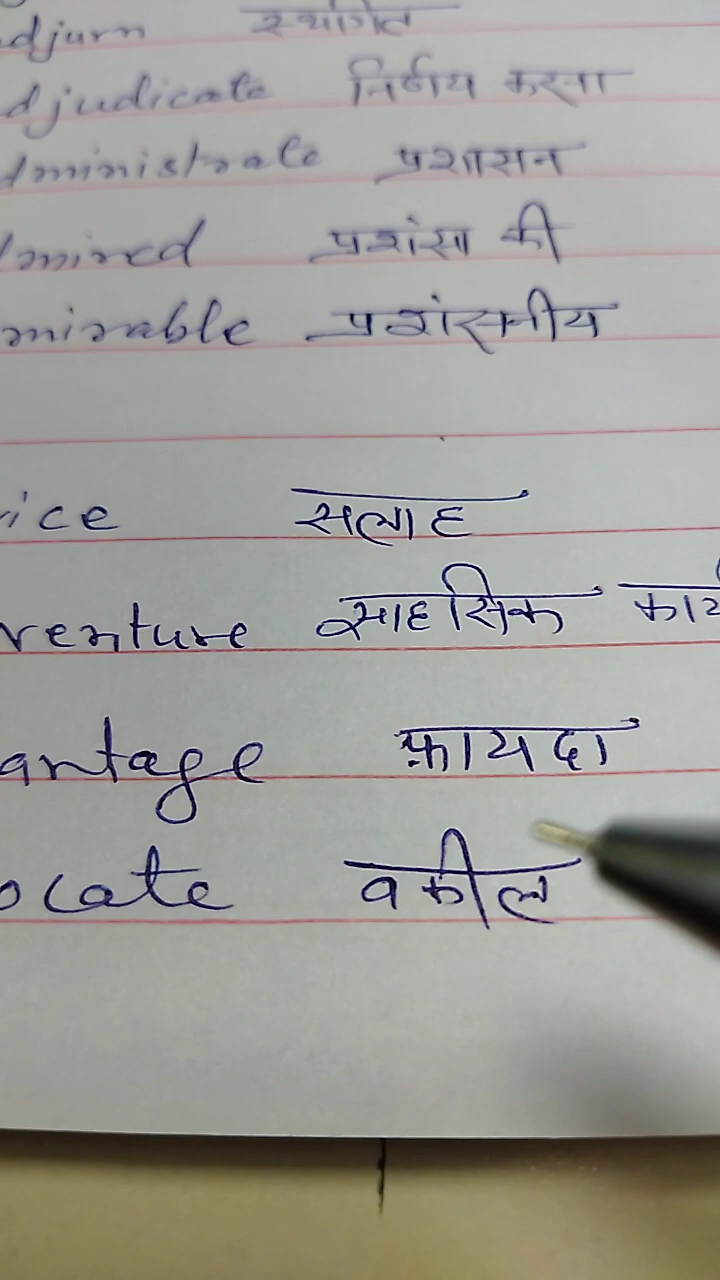 djurn स्थगित
djudicate निर्णय करना
dministrate प्रशासन
mired प्रशंसा की
mirable प्रशंसनीय
ice सलाह
venture साहसिक कार्य
antage फ़ायदा
ocate वकील